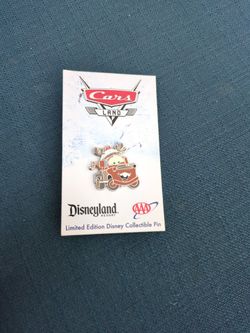 Cars
LAND
Disneyland
RESORT
AAA
Limited Edition Disney Collectible Pin